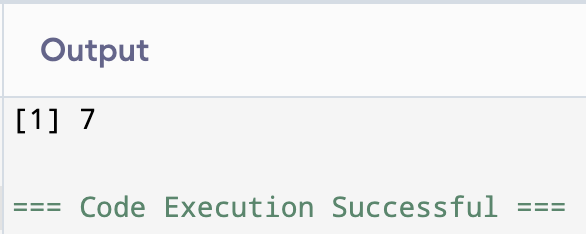 Output
[1] 7
=== Code Execution Successful ===